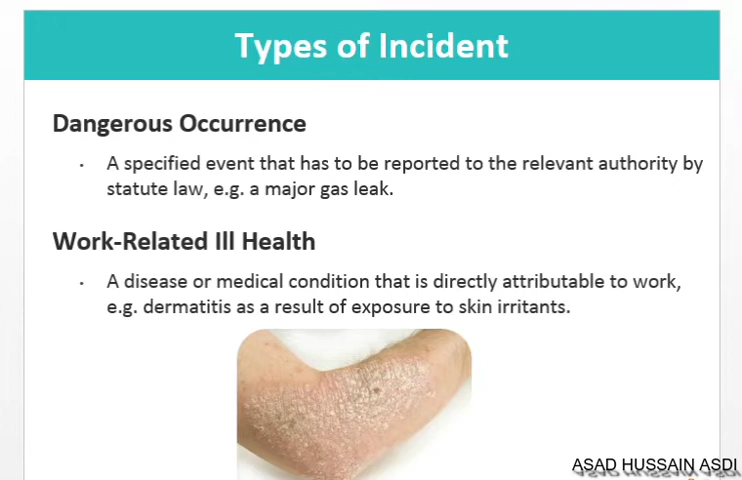 Types of Incident
Dangerous Occurrence
· A specified event that has to be reported to the relevant authority by
statute law, e.g. a major gas leak.
Work-Related Ill Health
· A disease or medical condition that is directly attributable to work,
e.g. dermatitis as a result of exposure to skin irritants.
ASAD HUSSAIN ASDI